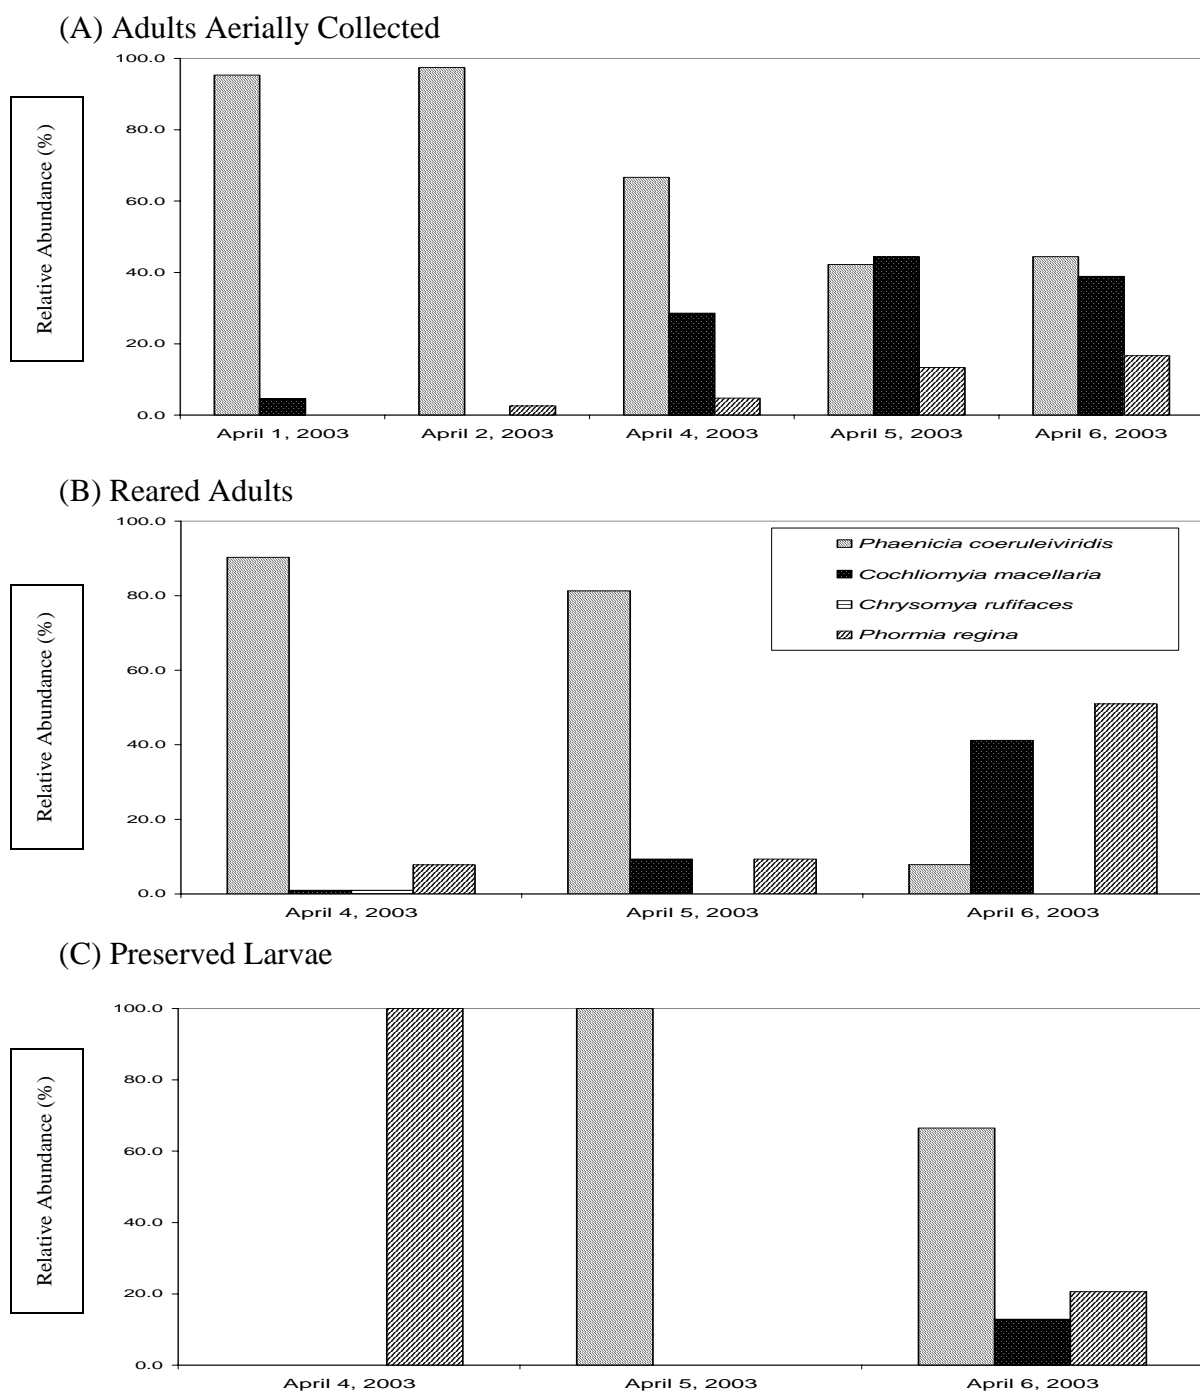 (A) Adults Aerially Collected
Relative Abundance (%)
100.0
80.0
60.0
40.0
20.0
0.0
April 1, 2003 April 2, 2003 April 4, 2003 April 5, 2003 April 6, 2003
(B) Reared Adults
Relative Abundance (%)
100.0
80.0
60.0
40.0
20.0
0.0
Phaenicia coeruleiviridis
Cochliomyia macellaria
Chrysomya rufifaces
Phormia regina
April 4, 2003 April 5, 2003 April 6, 2003
(C) Preserved Larvae
Relative Abundance (%)
100.0
80.0
60.0
40.0
20.0
0.0
April 4, 2003 April 5, 2003 April 6, 2003